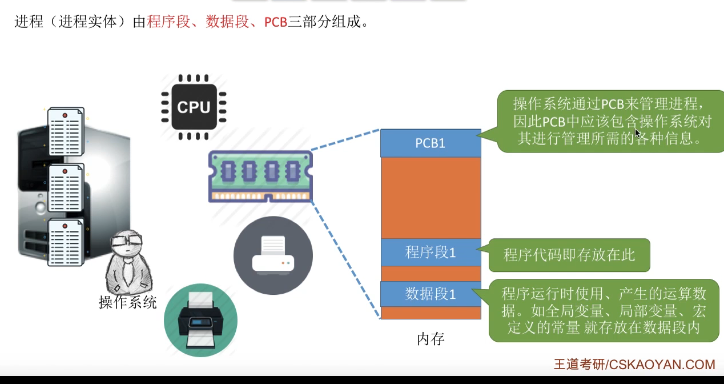 进程（进程实体）由程序段、数据段、PCB三部分组成。
CPU
操作系统
PCB1
程序段1
数据段1
内存
操作系统通过PCB来管理进程，
因此PCB中应该包含操作系统对
其进行管理所需的各种信息。
程序代码即存放在此
程序运行时使用、产生的运算数
据。如全局变量、局部变量、宏
定义的常量 就存放在数据段内
王道考研/CSKAOYAN.COM